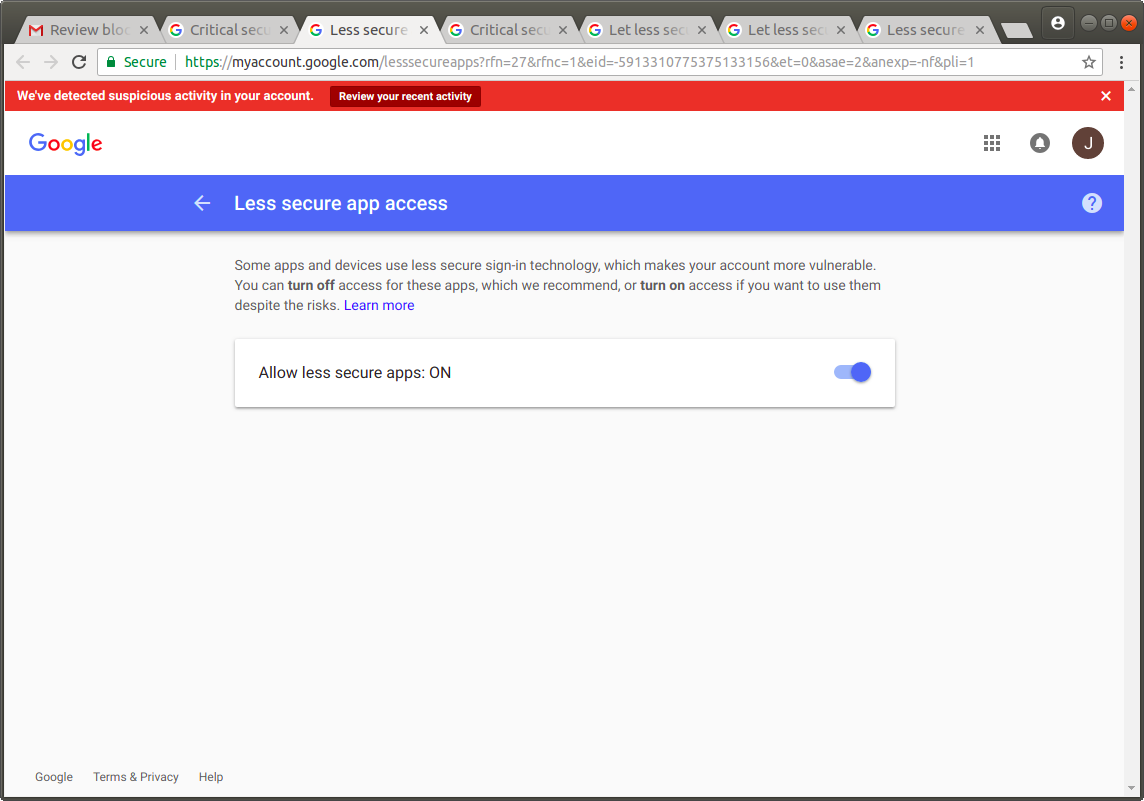 Review bloc
Critical secu
Less secure
Critical secu
Let less sec
Let less sec
Less secure
Secure
https://myaccount.google.com/lesssecureapps?rfn=27&rfnc=1&eid=-5913310775375133156&et=0&asae=2&anexp=-nf&pli=1
We've detected suspicious activity in your account. Review your recent activity
Google
J
Less secure app access
Some apps and devices use less secure sign-in technology, which makes your account more vulnerable.
You can turn off access for these apps, which we recommend, or turn on access if you want to use them
despite the risks. Learn more
Allow less secure apps: ON
Google Terms & Privacy Help